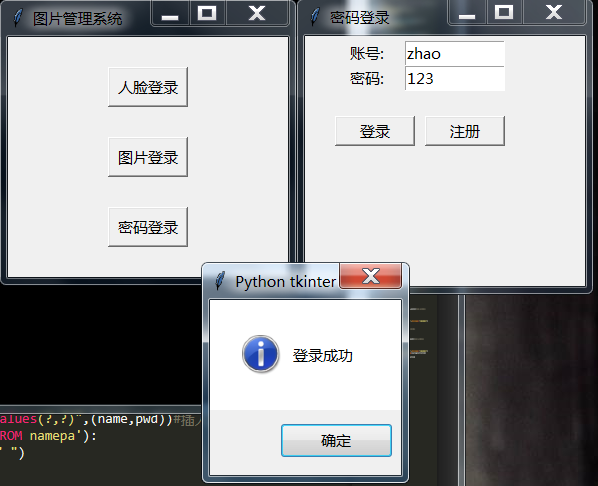 图片管理系统
人脸登录
图片登录
密码登录
密码登录
账号: zhao
密码: 123
登录 注册
Python tkinter
登录成功
确定
alues(?,?)",(name,pwd))#插
ROM namepa'):
")